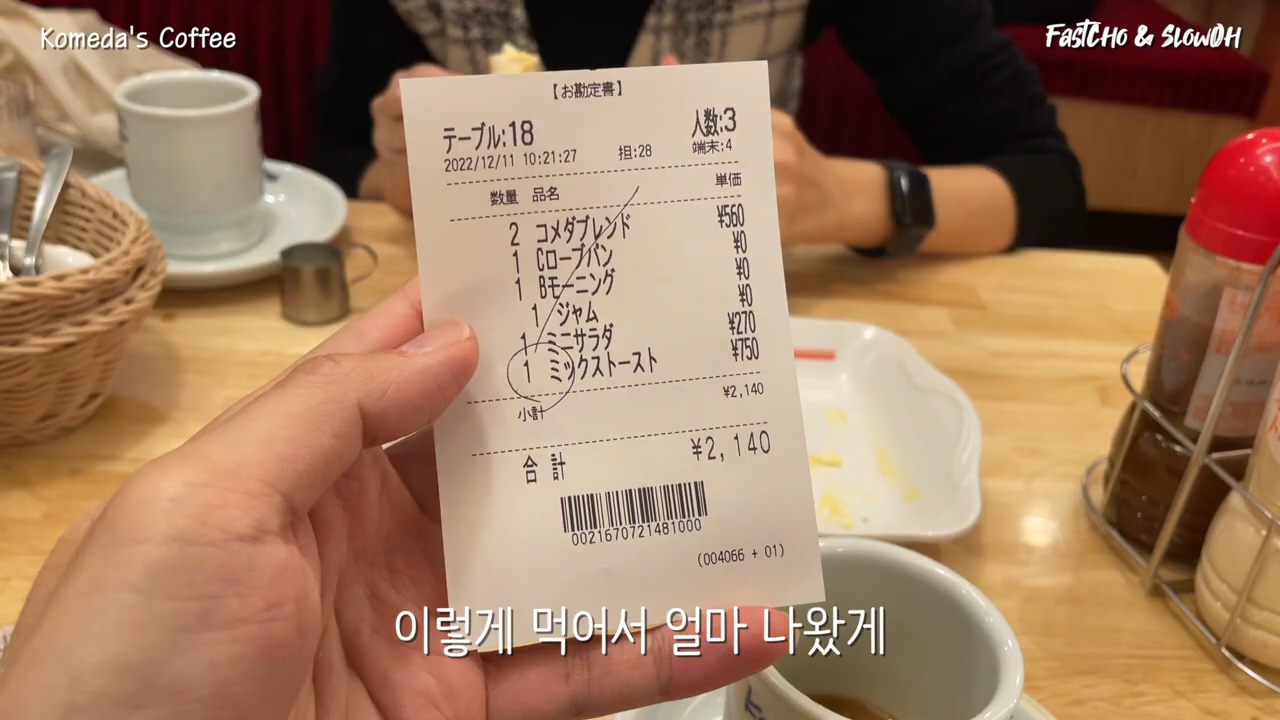 Komeda's Coffee
FASTCHO & SLOWOH
【お勘定書】
テーブル:18 人数:3
2022/12/11 10:21:27 担:28 端末:4
数量 品名 単価
2 コメダブレンド ¥560
1 Cローブパン ¥0
1 Bモーニング ¥0
1 ジャム ¥0
1 ミニサラダ ¥270
1 ミックストースト ¥750
小計 ¥2,140
合計 ¥2,140
0021670721481000
(004066 + 01)
이렇게 먹어서 얼마 나왔게